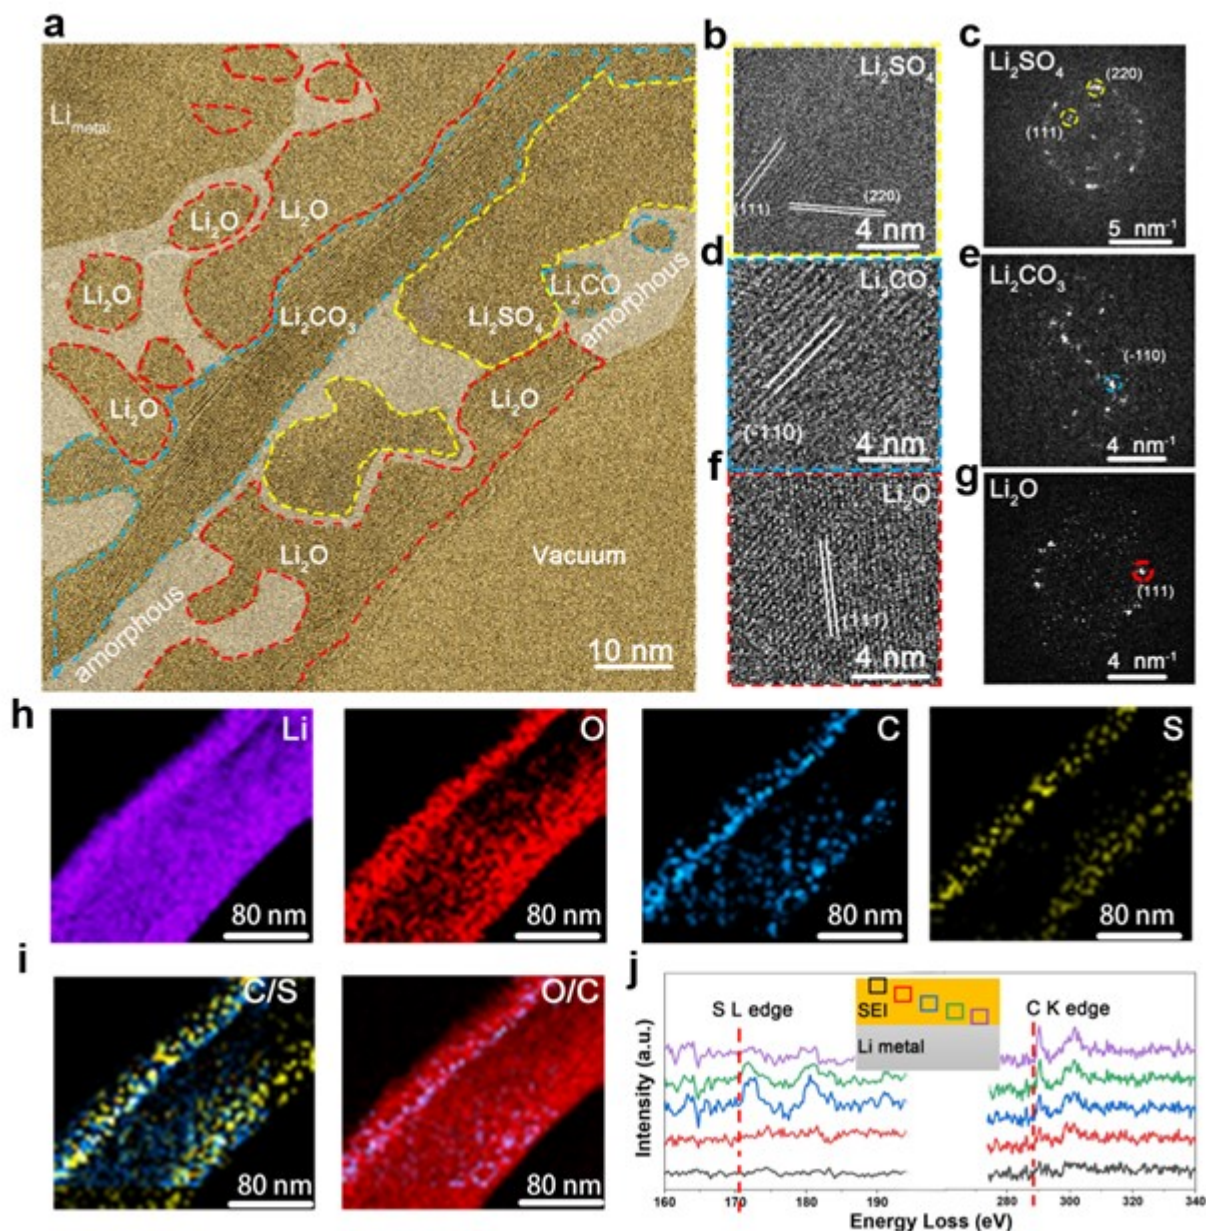 a
Li metal
Li₂O
Li₂O
Li₂O
Li₂O
Li₂CO₃
Li₂SO₄
Li₂CO
amorphous
Li₂O
Li₂O
Vacuum
amorphous
10 nm
b
Li₂SO₄
(111)
(220)
4 nm
c
Li₂SO₄
(220)
(111)
5 nm⁻¹
d
Li₂CO₃
(-110)
4 nm
e
Li₂CO₃
(-110)
4 nm⁻¹
f
Li₂O
(111)
4 nm
g
Li₂O
(111)
4 nm⁻¹
h
Li
80 nm
O
80 nm
C
80 nm
S
80 nm
i
C/S
80 nm
O/C
80 nm
j
S L edge
SEI
Li metal
C K edge
Intensity (a.u.)
160 170 180 190 280 300 320 340
Energy Loss (eV)